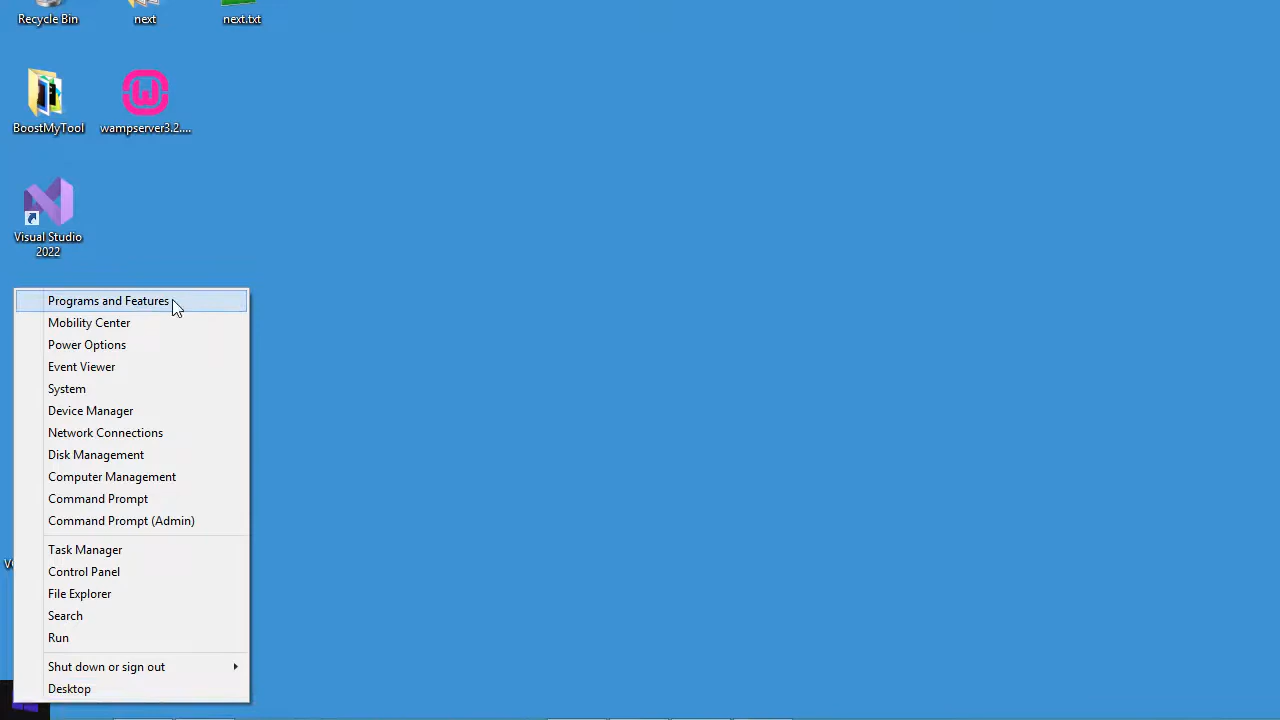 Recycle Bin
next
next.txt
BoostMyTool
wampserver3.2....
Visual Studio
2022
Programs and Features
Mobility Center
Power Options
Event Viewer
System
Device Manager
Network Connections
Disk Management
Computer Management
Command Prompt
Command Prompt (Admin)
Task Manager
Control Panel
File Explorer
Search
Run
Shut down or sign out
Desktop